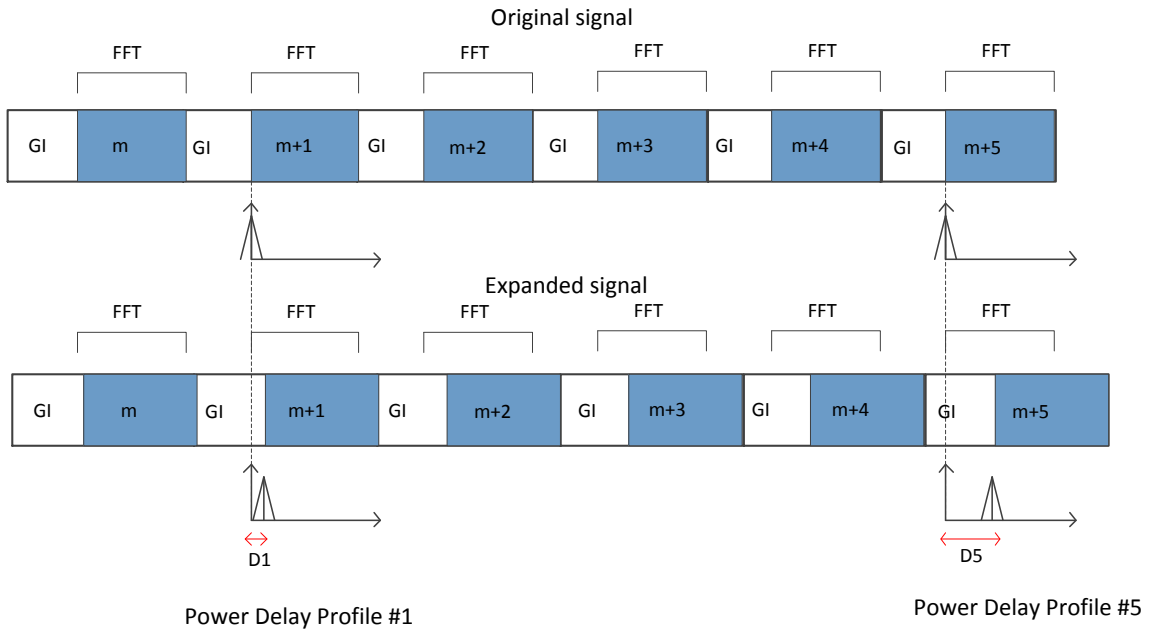 Original signal
FFT FFT FFT FFT FFT FFT
GI m GI m+1 GI m+2 GI m+3 GI m+4 GI m+5
Expanded signal
FFT FFT FFT FFT FFT FFT
GI m GI m+1 GI m+2 GI m+3 GI m+4 GI m+5
D1 D5
Power Delay Profile #1 Power Delay Profile #5